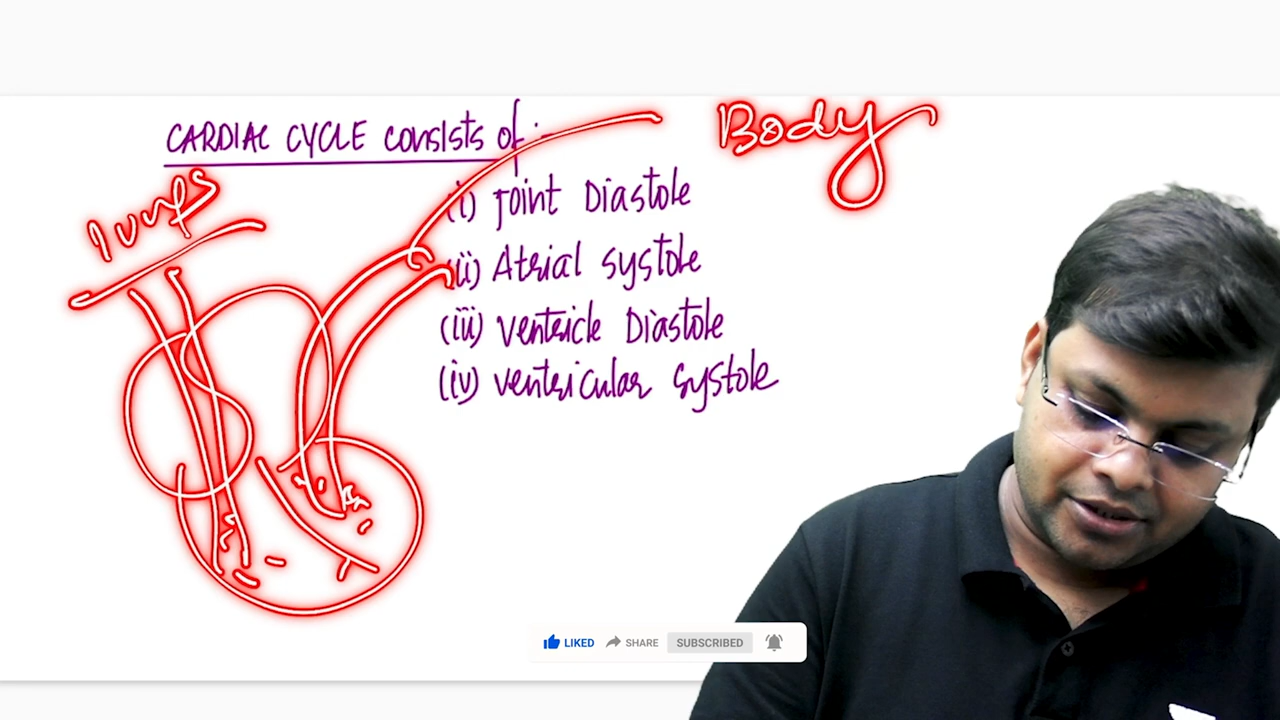 CARDIAC CYCLE consists of :-
Body
lungs
(i) Joint Diastole
(ii) Atrial systole
(iii) ventricle Diastole
(iv) ventricular systole
LIKED SHARE SUBSCRIBED